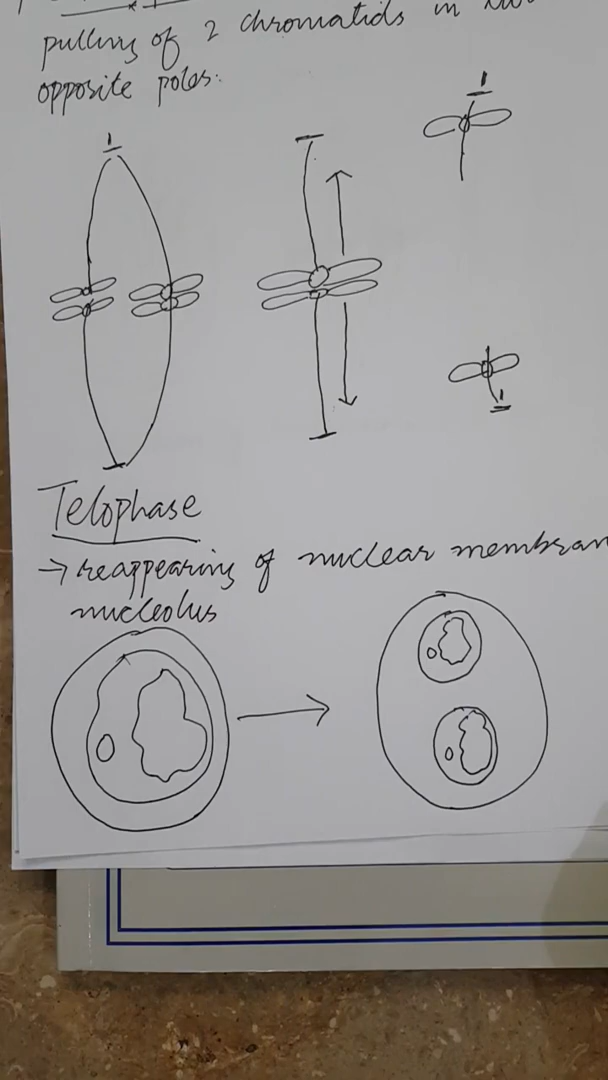 pulling of 2 chromatids in
opposite poles.
Telophase
→ reappearing of nuclear membran
nucleolus